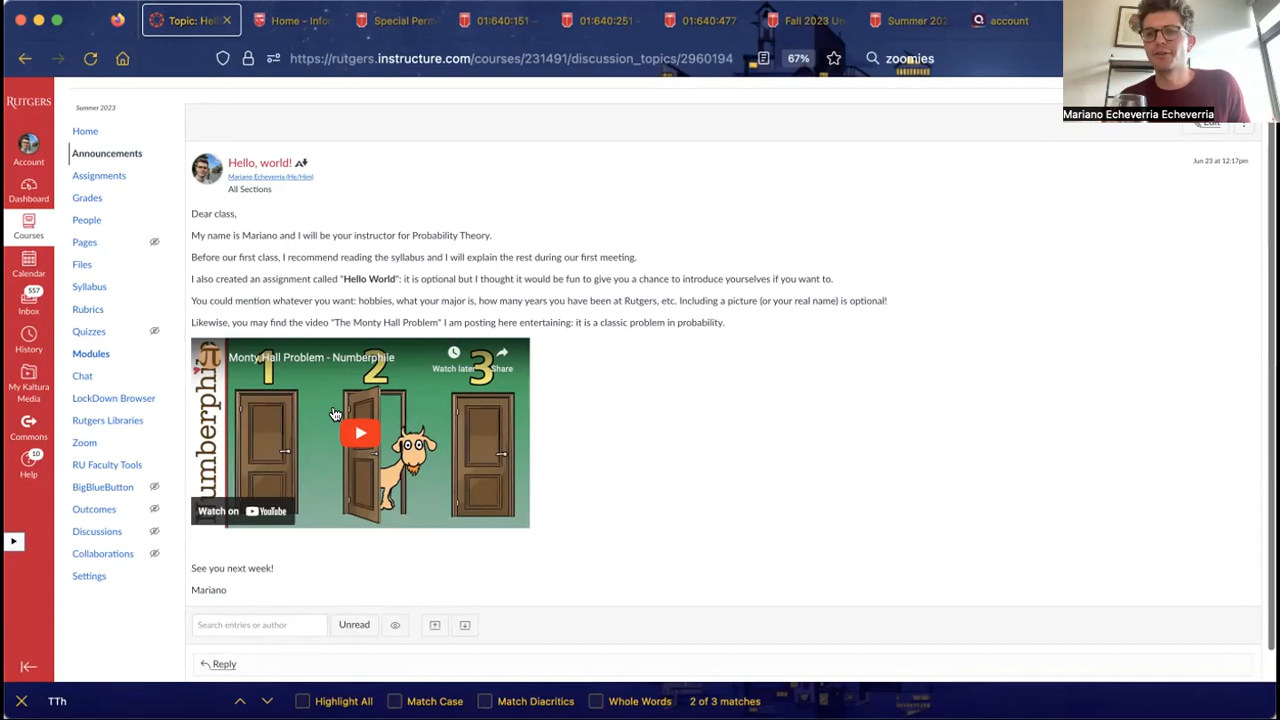 Topic: Hel
Home - Info
Special Perm
01:640:151 -
01:640:251 -
01:640:477
Fall 2023 Un
Summer 202
account
https://rutgers.instructure.com/courses/231491/discussion_topics/2960194
67%
zoomies
Mariano Echeverria Echeverria
RUTGERS
Account
Dashboard
Courses
Calendar
557
Inbox
History
My Kaltura
Media
Commons
10
Help
Summer 2023
Home
Announcements
Assignments
Grades
People
Pages
Files
Syllabus
Rubrics
Quizzes
Modules
Chat
LockDown Browser
Rutgers Libraries
Zoom
RU Faculty Tools
BigBlueButton
Outcomes
Discussions
Collaborations
Settings
Edit
Hello, world!
Mariano Echeverria (He/Him)
All Sections
Jun 23 at 12:17pm
Dear class,
My name is Mariano and I will be your instructor for Probability Theory.
Before our first class, I recommend reading the syllabus and I will explain the rest during our first meeting.
I also created an assignment called "Hello World": it is optional but I thought it would be fun to give you a chance to introduce yourselves if you want to.
You could mention whatever you want: hobbies, what your major is, how many years you have been at Rutgers, etc. Including a picture (or your real name) is optional!
Likewise, you may find the video "The Monty Hall Problem" I am posting here entertaining: it is a classic problem in probability.
Monty Hall Problem - Numberphile
Watch later
Share
1 2 3
Numberphile
Watch on YouTube
See you next week!
Mariano
Search entries or author
Unread
Reply
TTh
Highlight All
Match Case
Match Diacritics
Whole Words
2 of 3 matches